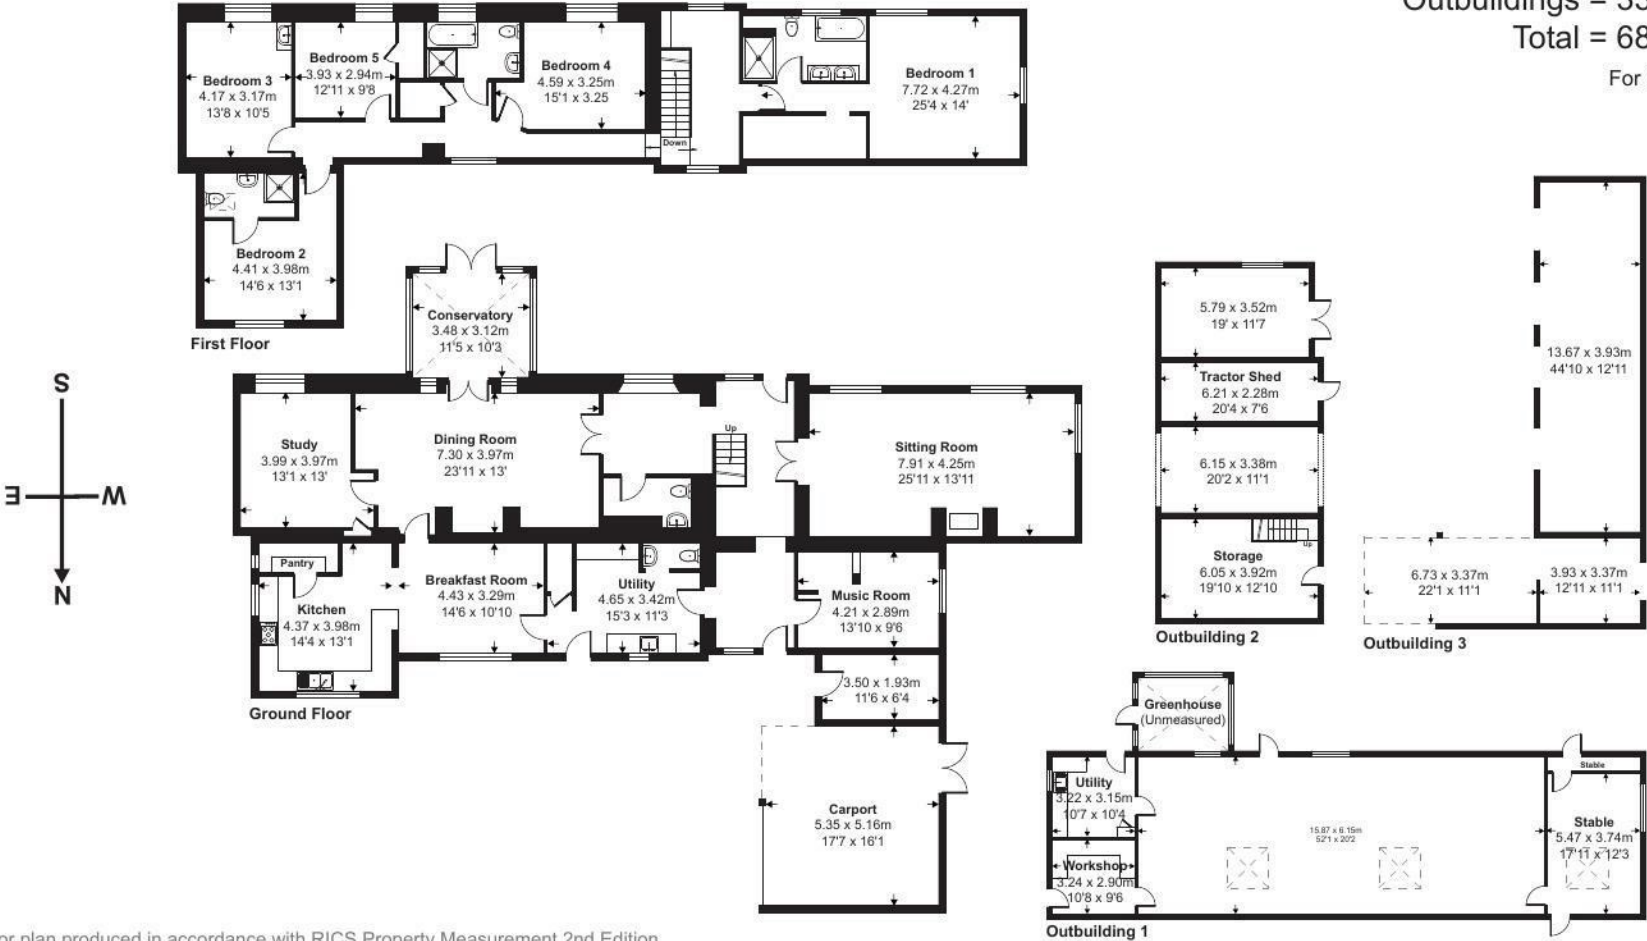 Outbuildings = 33
Total = 68
For
Bedroom 3
4.17 x 3.17m
13'8 x 10'5
Bedroom 5
3.93 x 2.94m
12'11 x 9'8
Bedroom 4
4.59 x 3.25m
15'1 x 3.25
Down
Bedroom 1
7.72 x 4.27m
25'4 x 14'
Bedroom 2
4.41 x 3.98m
14'6 x 13'1
First Floor
Conservatory
3.48 x 3.12m
11'5 x 10'3
S
E
W
N
Study
3.99 x 3.97m
13'1 x 13'
Dining Room
7.30 x 3.97m
23'11 x 13'
Up
Sitting Room
7.91 x 4.25m
25'11 x 13'11
Pantry
Kitchen
4.37 x 3.98m
14'4 x 13'1
Breakfast Room
4.43 x 3.29m
14'6 x 10'10
Utility
4.65 x 3.42m
15'3 x 11'3
Music Room
4.21 x 2.89m
13'10 x 9'6
3.50 x 1.93m
11'6 x 6'4
Ground Floor
Carport
5.35 x 5.16m
17'7 x 16'1
5.79 x 3.52m
19' x 11'7
Tractor Shed
6.21 x 2.28m
20'4 x 7'6
6.15 x 3.38m
20'2 x 11'1
Up
Storage
6.05 x 3.92m
19'10 x 12'10
Outbuilding 2
13.67 x 3.93m
44'10 x 12'11
6.73 x 3.37m
22'1 x 11'1
3.93 x 3.37m
12'11 x 11'1
Outbuilding 3
Greenhouse
(Unmeasured)
Utility
3.22 x 3.15m
10'7 x 10'4
Workshop
3.24 x 2.90m
10'8 x 9'6
15.87 x 6.15m
52'1 x 20'2
Stable
Stable
5.47 x 3.74m
17'11 x 12'3
Outbuilding 1
or plan produced in accordance with RICS Property Measurement 2nd Edition